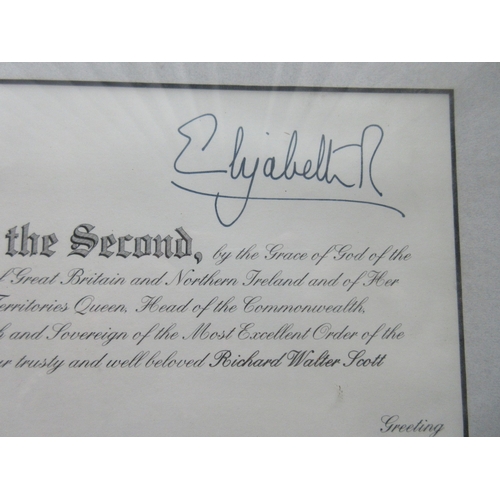 Elizabeth R
the Second, by the Grace of God of the
f Great Britain and Northern Ireland and of Her
Territories Queen, Head of the Commonwealth,
h and Sovereign of the Most Excellent Order of the
ur trusty and well beloved Richard Walter Scott
Greeting